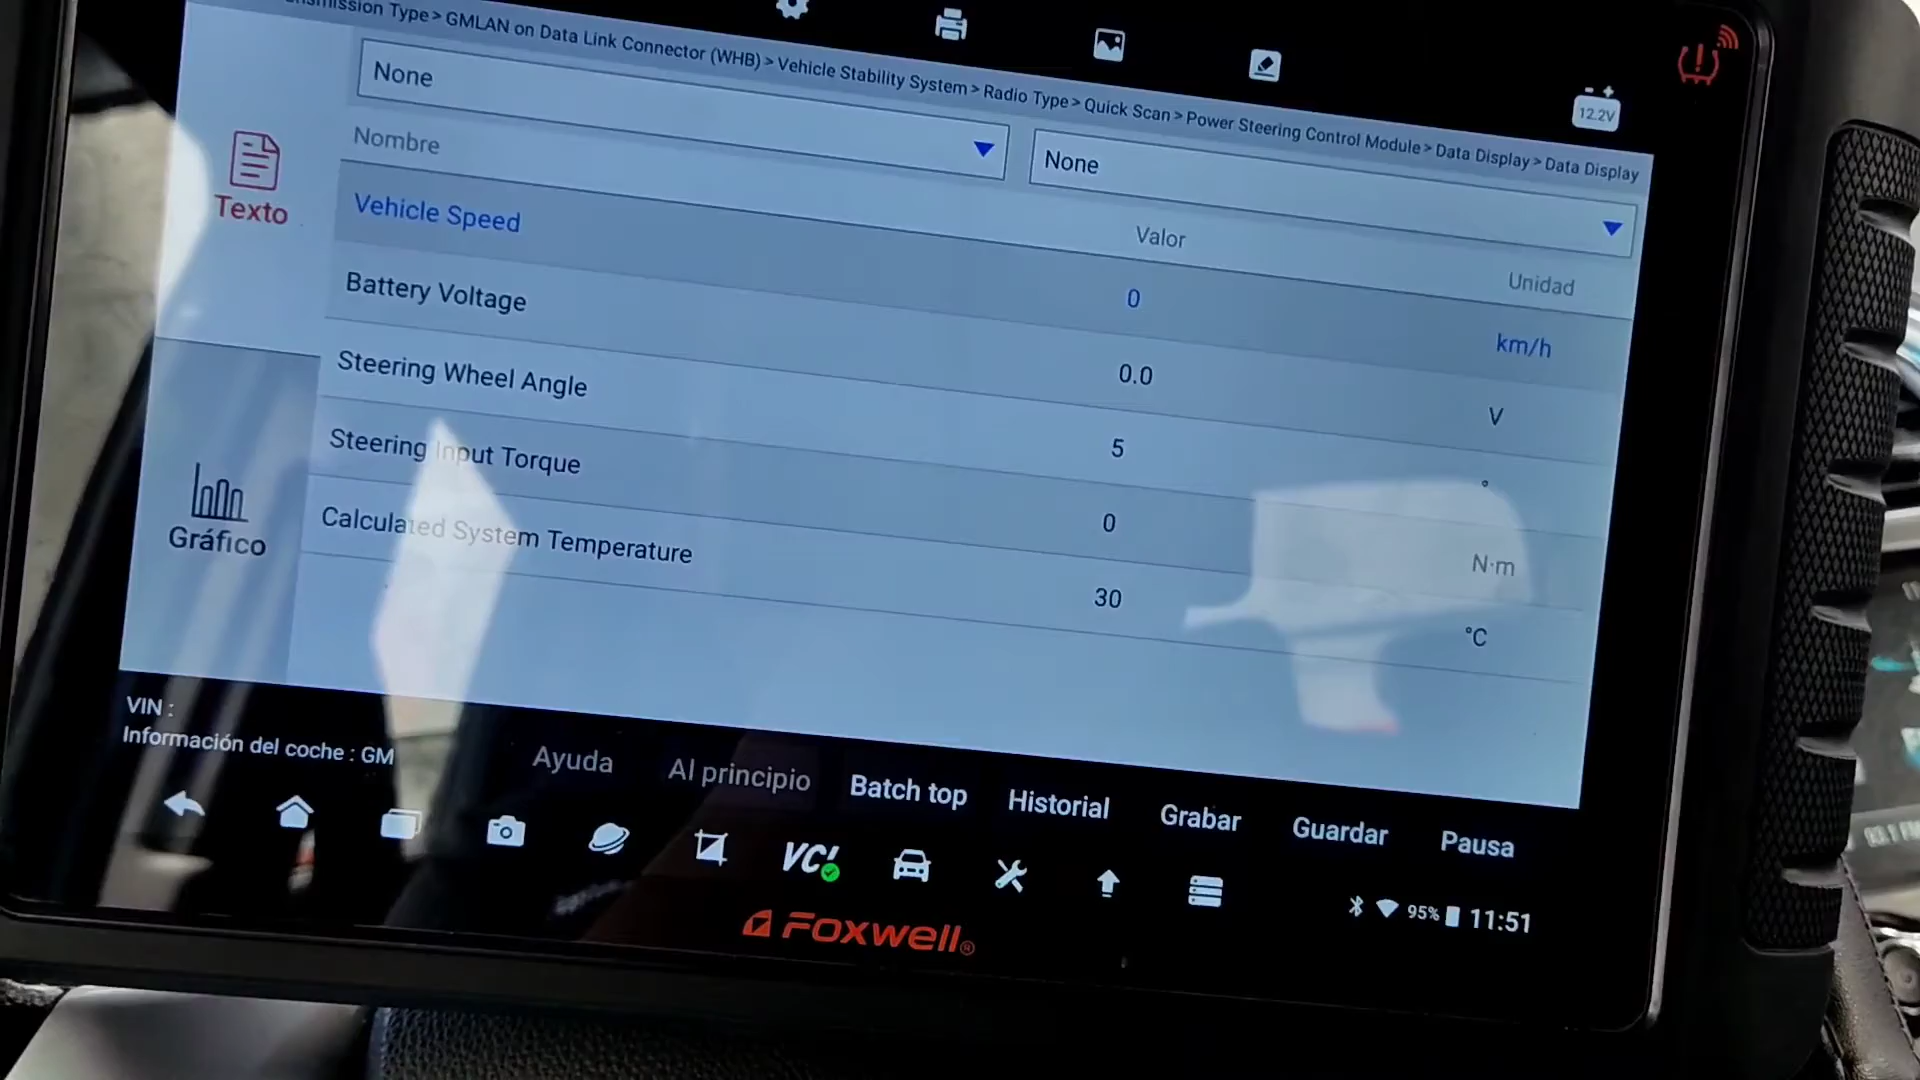 Type > GMLAN on Data Link Connector (WHB) > Vehicle Stability System > Radio Type > Quick Scan > Power Steering Control Module > Data Display > Data Display
12.2V
None
None
Nombre
Valor
Unidad
Texto
Vehicle Speed
0
km/h
Battery Voltage
0.0
V
Steering Wheel Angle
5
°
Steering Input Torque
0
N·m
Gráfico
Calculated System Temperature
30
°C
VIN :
Información del coche : GM
Ayuda
Al principio
Batch top
Historial
Grabar
Guardar
Pausa
VCI
95%
11:51
FOXWELL®